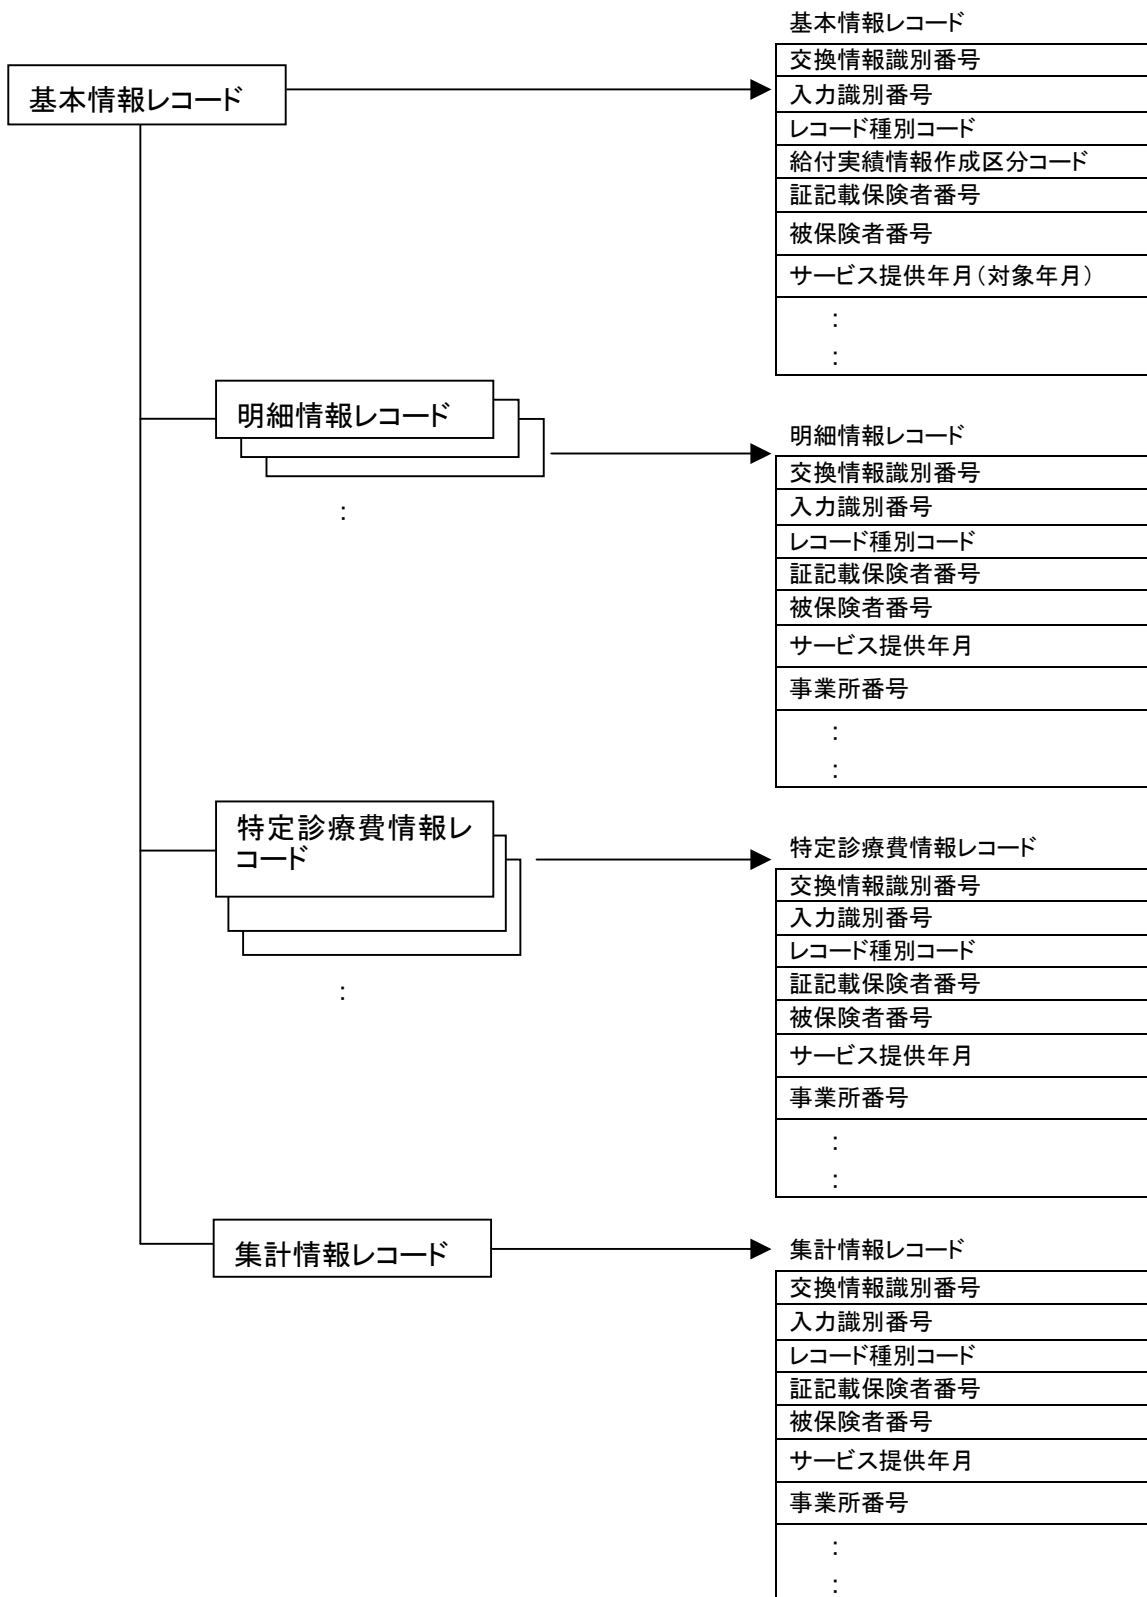 基本情報レコード
基本情報レコード
交換情報識別番号
入力識別番号
レコード種別コード
給付実績情報作成区分コード
証記載保険者番号
被保険者番号
サービス提供年月(対象年月)
:
:
明細情報レコード
:
明細情報レコード
交換情報識別番号
入力識別番号
レコード種別コード
証記載保険者番号
被保険者番号
サービス提供年月
事業所番号
:
:
特定診療費情報レ
コード
:
特定診療費情報レコード
交換情報識別番号
入力識別番号
レコード種別コード
証記載保険者番号
被保険者番号
サービス提供年月
事業所番号
:
:
集計情報レコード
集計情報レコード
交換情報識別番号
入力識別番号
レコード種別コード
証記載保険者番号
被保険者番号
サービス提供年月
事業所番号
:
: